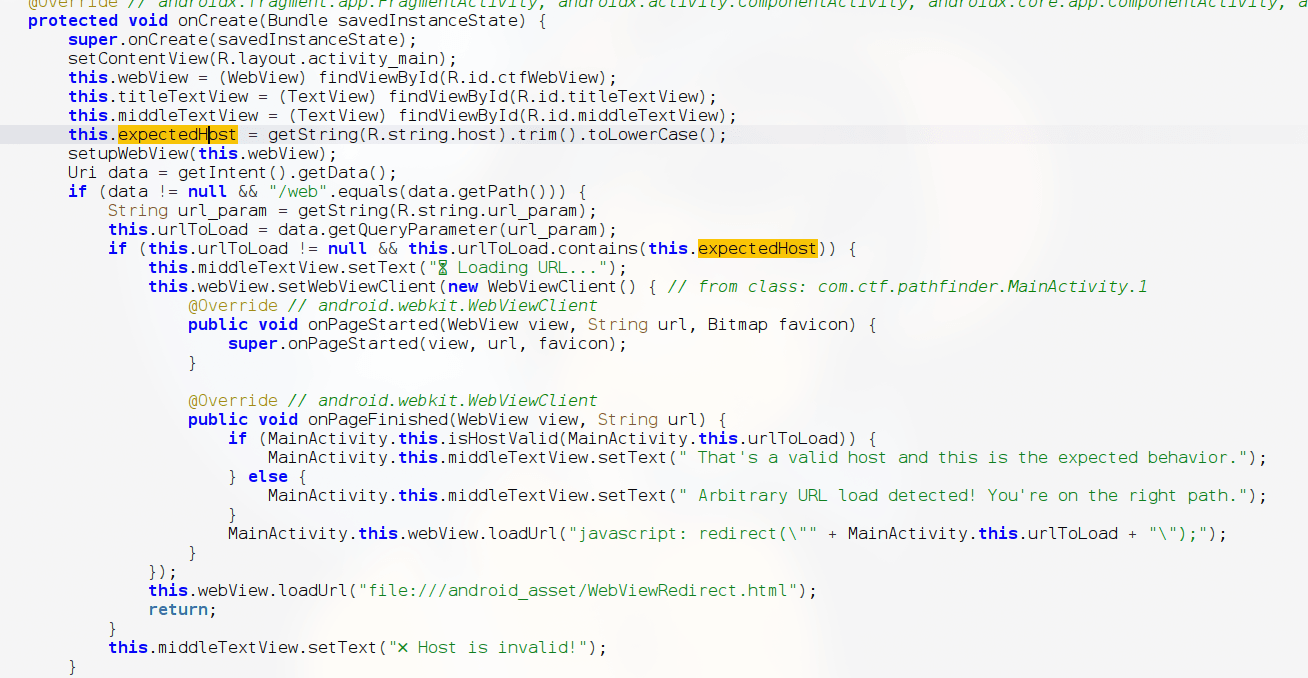 @Override // androidx.fragment.app.FragmentActivity, androidx.activity.ComponentActivity, androidx.core.app.ComponentActivity, a
protected void onCreate(Bundle savedInstanceState) {
super.onCreate(savedInstanceState);
setContentView(R.layout.activity_main);
this.webView = (WebView) findViewById(R.id.ctfWebView);
this.titleTextView = (TextView) findViewById(R.id.titleTextView);
this.middleTextView = (TextView) findViewById(R.id.middleTextView);
this.expectedHost = getString(R.string.host).trim().toLowerCase();
setupWebView(this.webView);
Uri data = getIntent().getData();
if (data != null && "/web".equals(data.getPath())) {
String url_param = getString(R.string.url_param);
this.urlToLoad = data.getQueryParameter(url_param);
if (this.urlToLoad != null && this.urlToLoad.contains(this.expectedHost)) {
this.middleTextView.setText("⏳ Loading URL...");
this.webView.setWebViewClient(new WebViewClient() { // from class: com.ctf.pathfinder.MainActivity.1
@Override // android.webkit.WebViewClient
public void onPageStarted(WebView view, String url, Bitmap favicon) {
super.onPageStarted(view, url, favicon);
}
@Override // android.webkit.WebViewClient
public void onPageFinished(WebView view, String url) {
if (MainActivity.this.isHostValid(MainActivity.this.urlToLoad)) {
MainActivity.this.middleTextView.setText(" That's a valid host and this is the expected behavior.");
} else {
MainActivity.this.middleTextView.setText(" Arbitrary URL load detected! You're on the right path.");
}
MainActivity.this.webView.loadUrl("javascript: redirect(\"" + MainActivity.this.urlToLoad + "\");");
}
});
this.webView.loadUrl("file:///android_asset/WebViewRedirect.html");
return;
}
this.middleTextView.setText("❌ Host is invalid!");
}